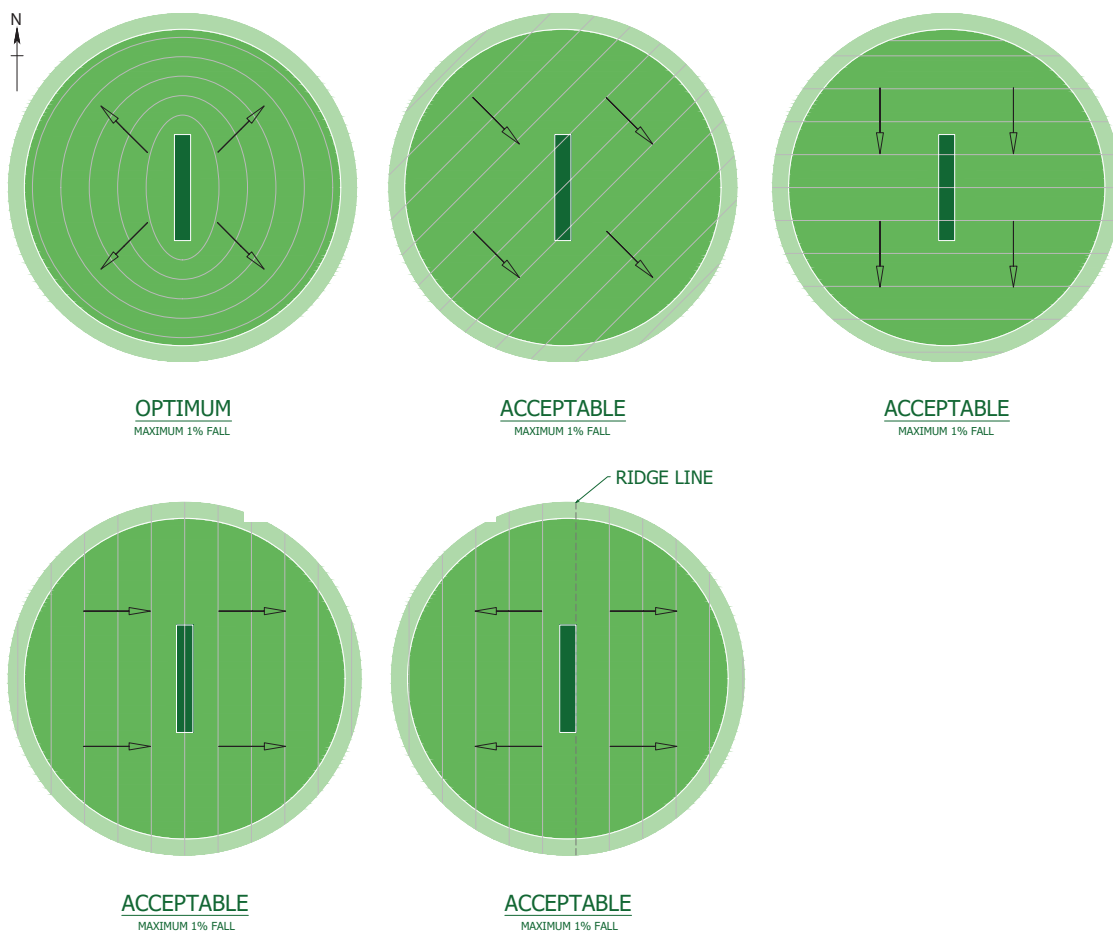 N
OPTIMUM
MAXIMUM 1% FALL
ACCEPTABLE
MAXIMUM 1% FALL
ACCEPTABLE
MAXIMUM 1% FALL
RIDGE LINE
ACCEPTABLE
MAXIMUM 1% FALL
ACCEPTABLE
MAXIMUM 1% FALL